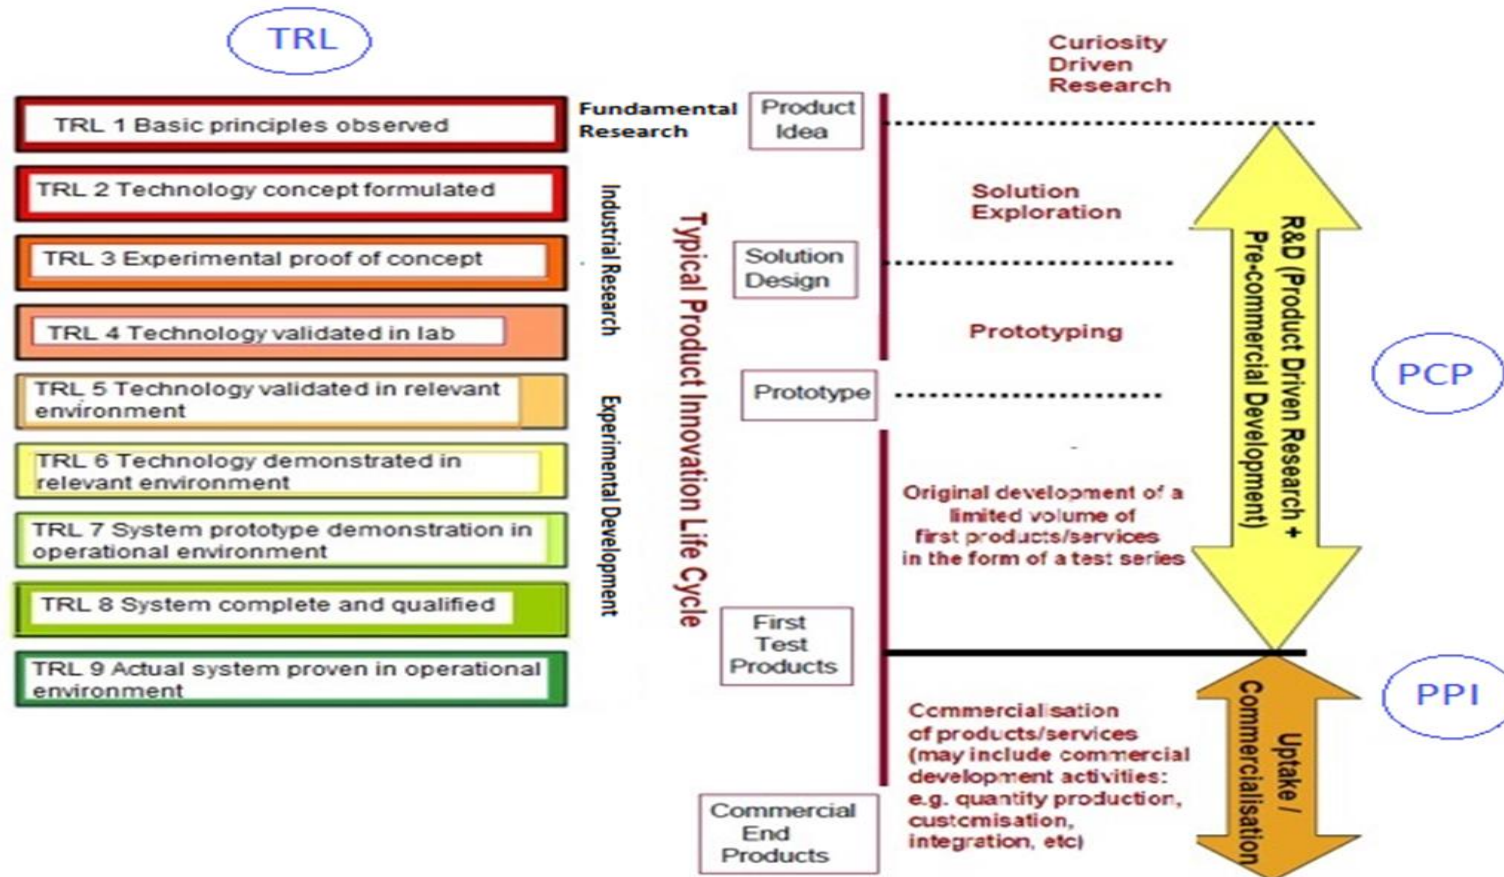 TRL
TRL 1 Basic principles observed
TRL 2 Technology concept formulated
TRL 3 Experimental proof of concept
TRL 4 Technology validated in lab
TRL 5 Technology validated in relevant
environment
TRL 6 Technology demonstrated in
relevant environment
TRL 7 System prototype demonstration in
operational environment
TRL 8 System complete and qualified
TRL 9 Actual system proven in operational
environment
Fundamental
Research
Industrial Research
Experimental Development
Typical Product Innovation Life Cycle
Product
Idea
Solution
Design
Prototype
First
Test
Products
Commercial
End
Products
Curiosity
Driven
Research
Solution
Exploration
Prototyping
Original development of a
limited volume of
first products/services
in the form of a test series
Commercialisation
of products/services
(may include commercial
development activities:
e.g. quantity production,
customisation,
integration, etc)
R&D (Product Driven Research +
Pre-commercial Development)
Uptake /
Commercialisation
PCP
PPI